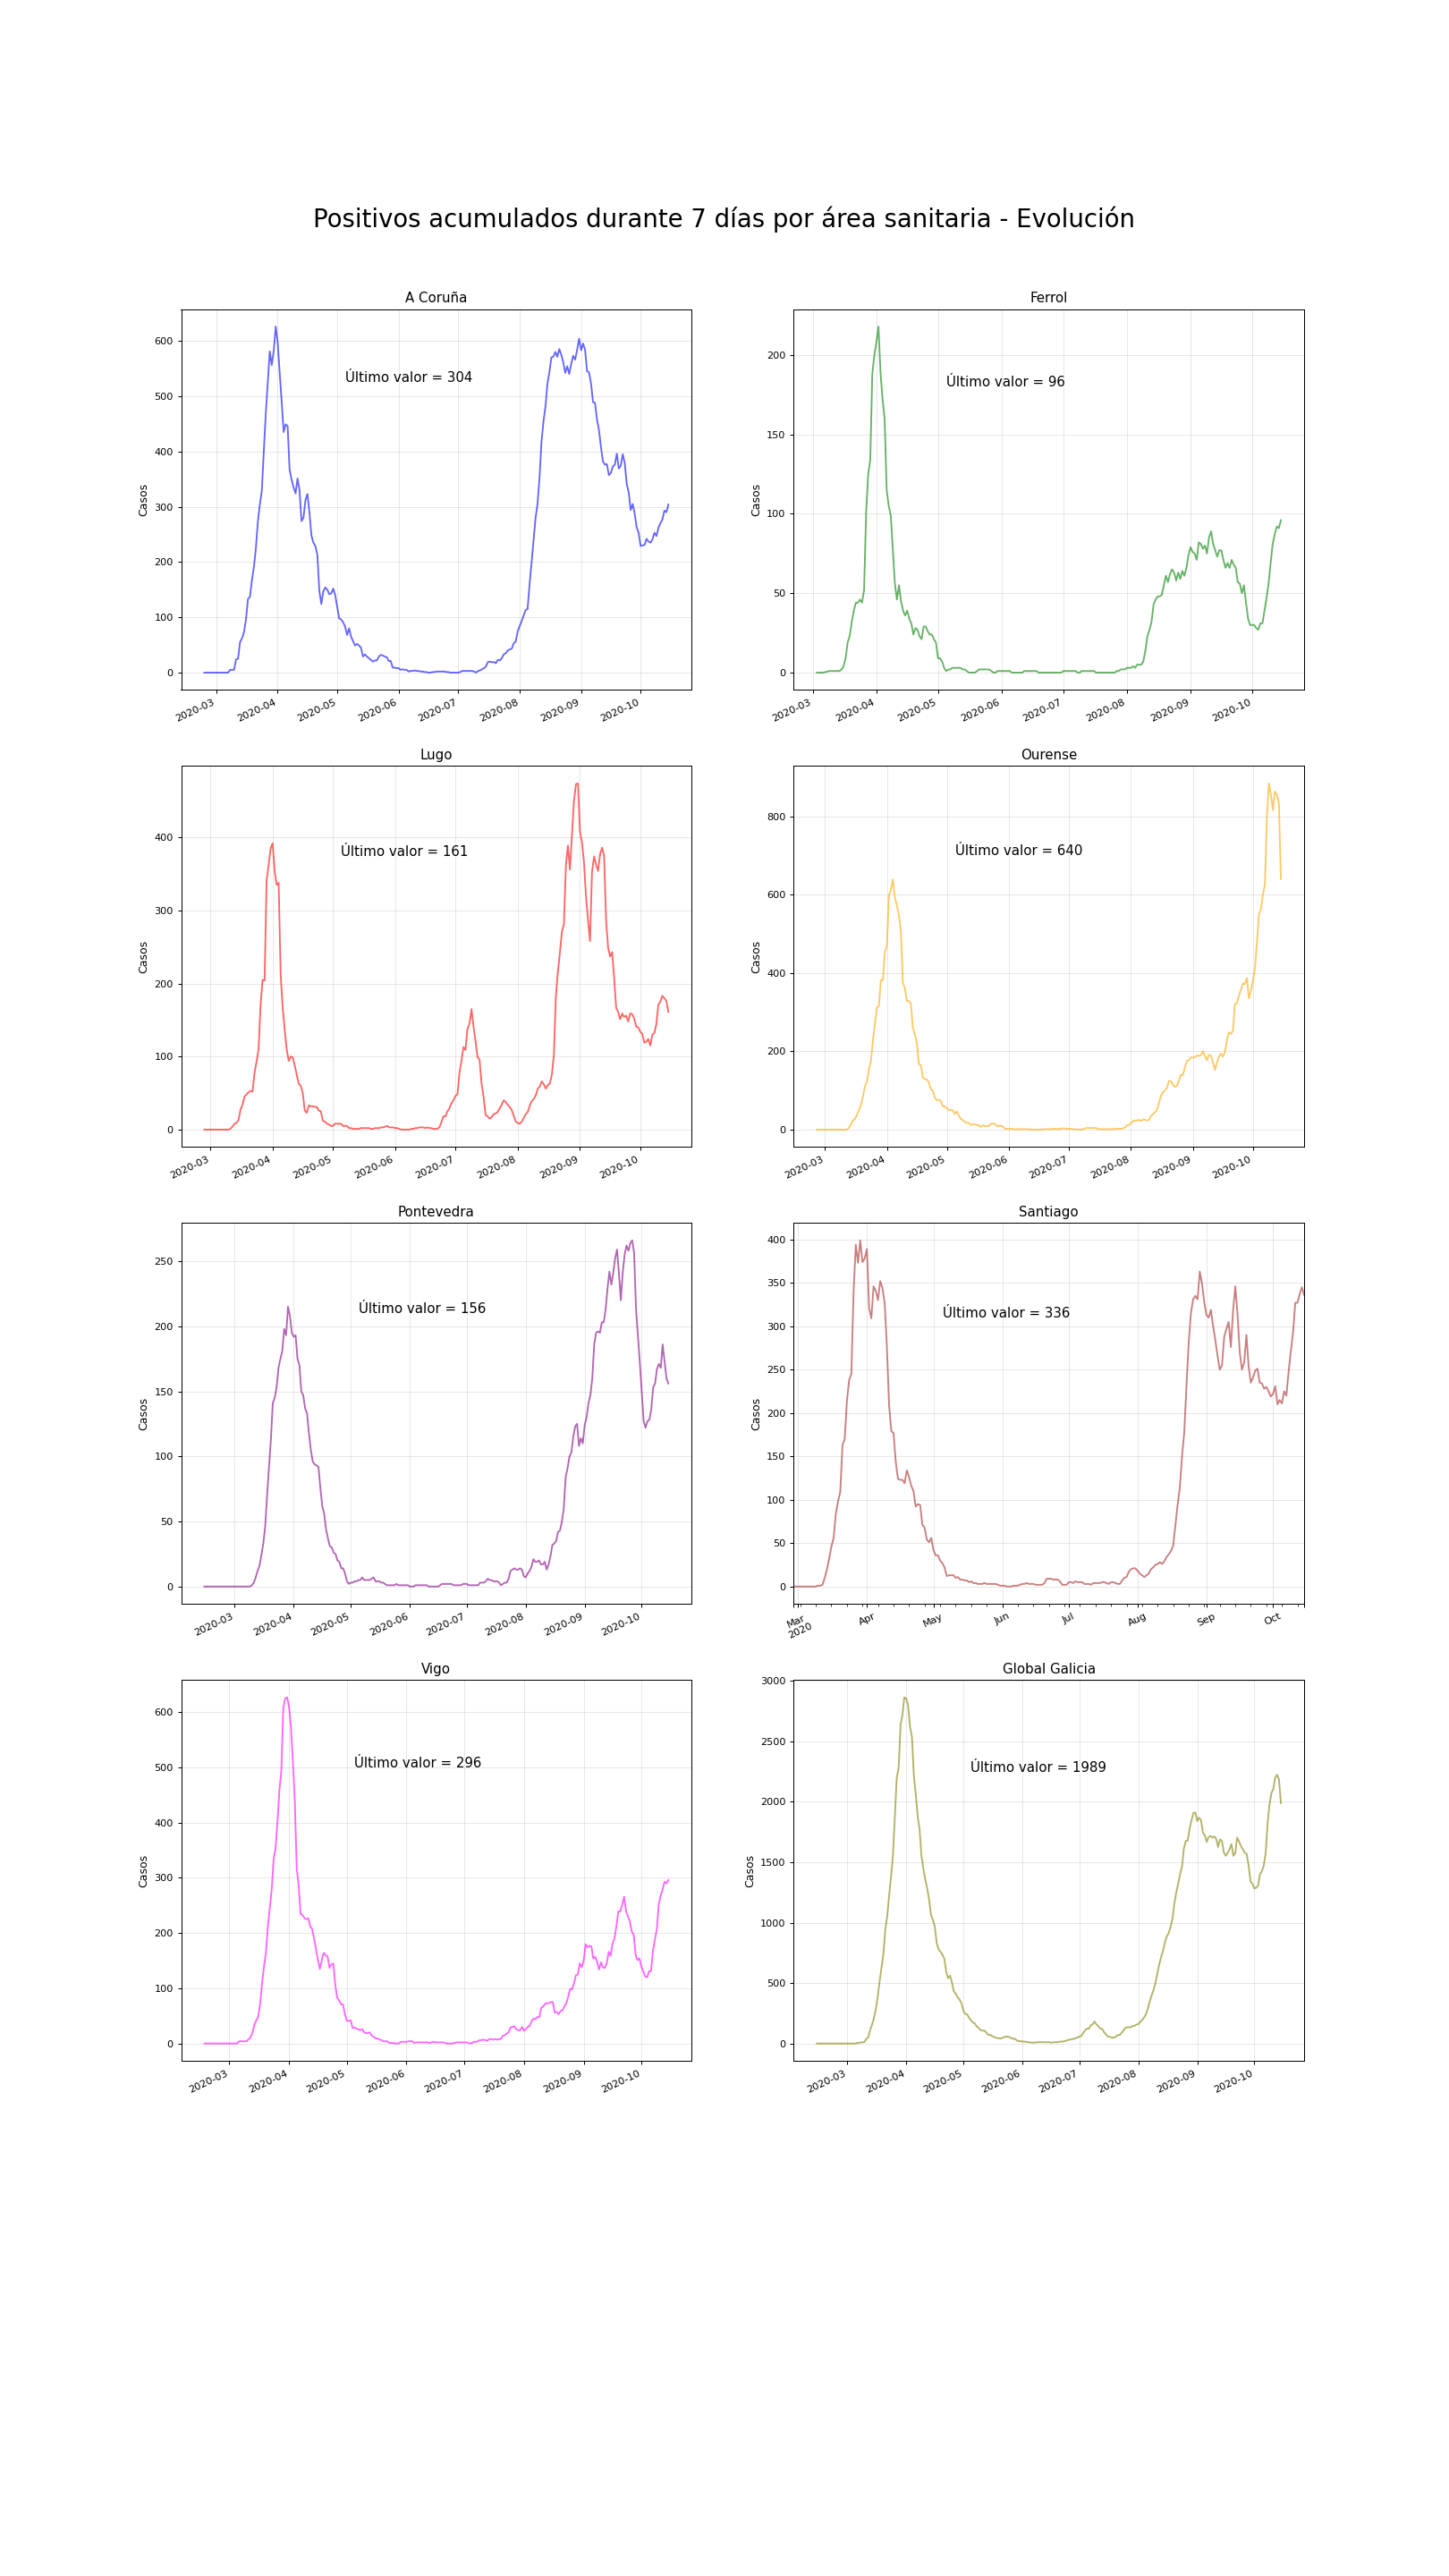 Positivos acumulados durante 7 días por área sanitaria - Evolución
A Coruña
Casos
600
500
400
300
200
100
0
Último valor = 304
2020-03 2020-04 2020-05 2020-06 2020-07 2020-08 2020-09 2020-10
Ferrol
Casos
200
150
100
50
0
Último valor = 96
2020-03 2020-04 2020-05 2020-06 2020-07 2020-08 2020-09 2020-10
Lugo
Casos
400
300
200
100
0
Último valor = 161
2020-03 2020-04 2020-05 2020-06 2020-07 2020-08 2020-09 2020-10
Ourense
Casos
800
600
400
200
0
Último valor = 640
2020-03 2020-04 2020-05 2020-06 2020-07 2020-08 2020-09 2020-10
Pontevedra
Casos
250
200
150
100
50
0
Último valor = 156
2020-03 2020-04 2020-05 2020-06 2020-07 2020-08 2020-09 2020-10
Santiago
Casos
400
350
300
250
200
150
100
50
0
Último valor = 336
Mar Apr May Jun Jul Aug Sep Oct
2020
Vigo
Casos
600
500
400
300
200
100
0
Último valor = 296
2020-03 2020-04 2020-05 2020-06 2020-07 2020-08 2020-09 2020-10
Global Galicia
Casos
3000
2500
2000
1500
1000
500
0
Último valor = 1989
2020-03 2020-04 2020-05 2020-06 2020-07 2020-08 2020-09 2020-10